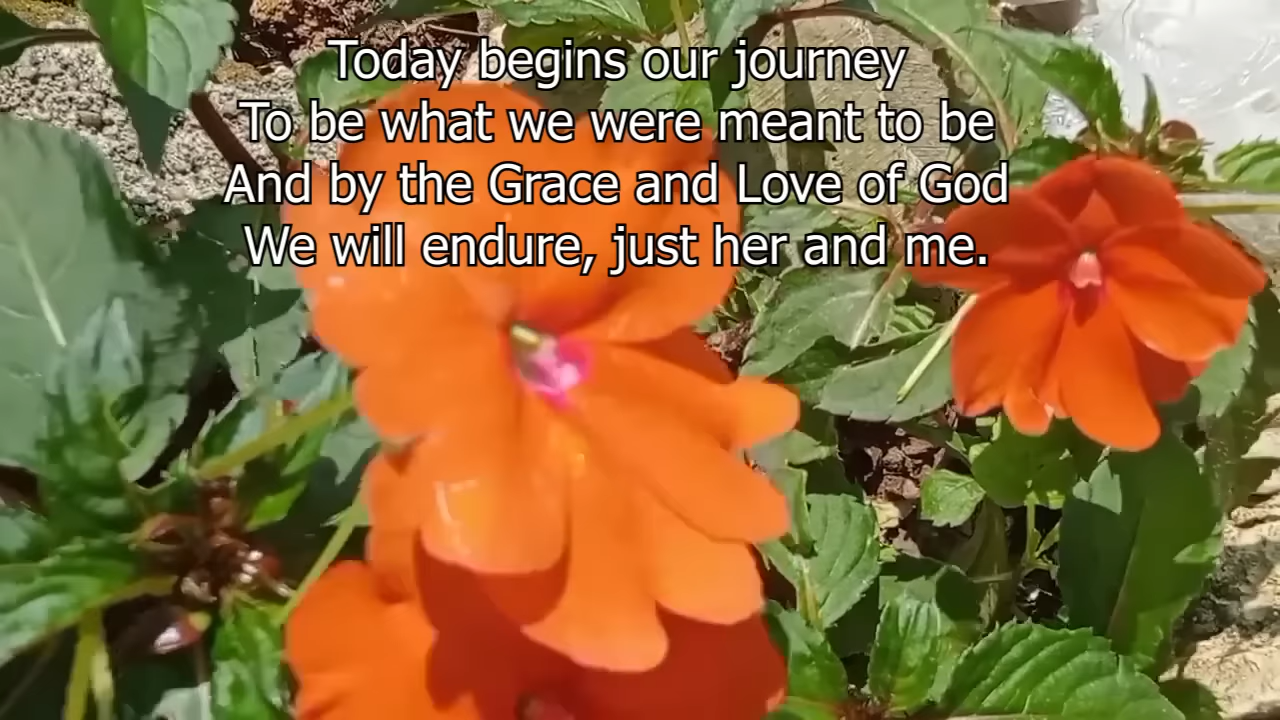 Today begins our journey
To be what we were meant to be
And by the Grace and Love of God
We will endure, just her and me.